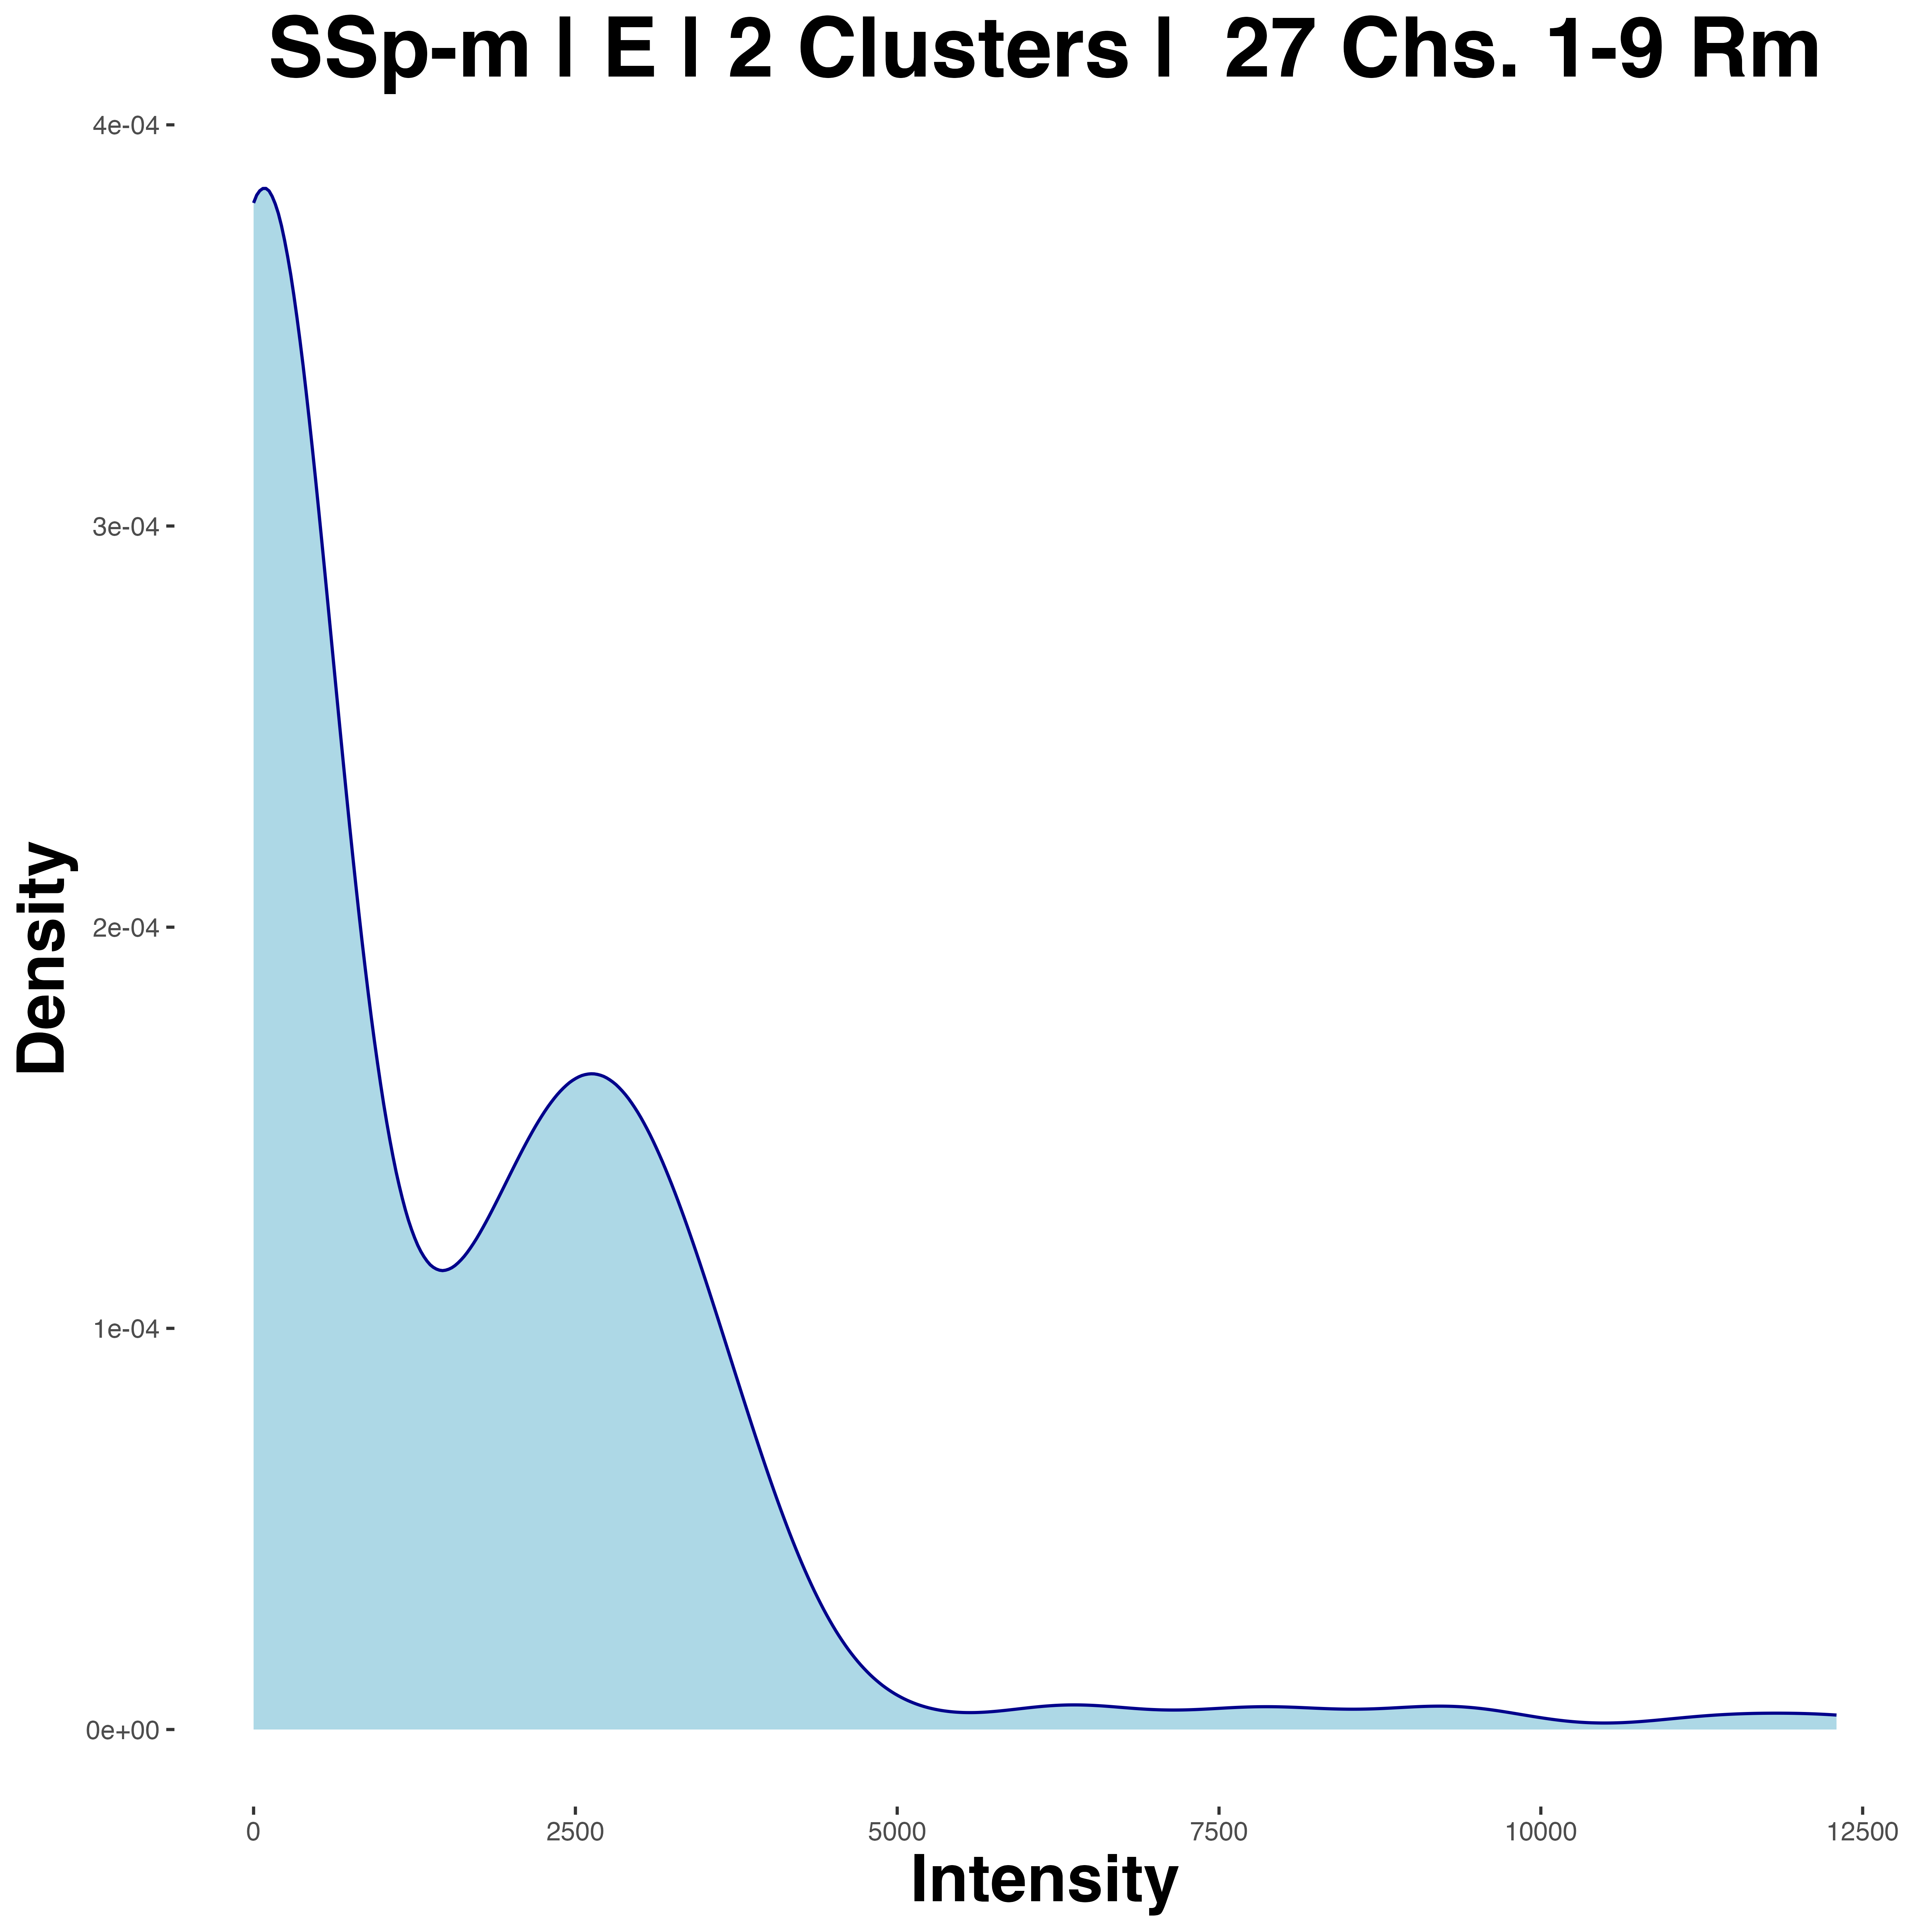 SSp-m | E | 2 Clusters | 27 Chs. 1-9 Rm
4e-04
3e-04
2e-04
1e-04
0e+00
Density
0 2500 5000 7500 10000 12500
Intensity